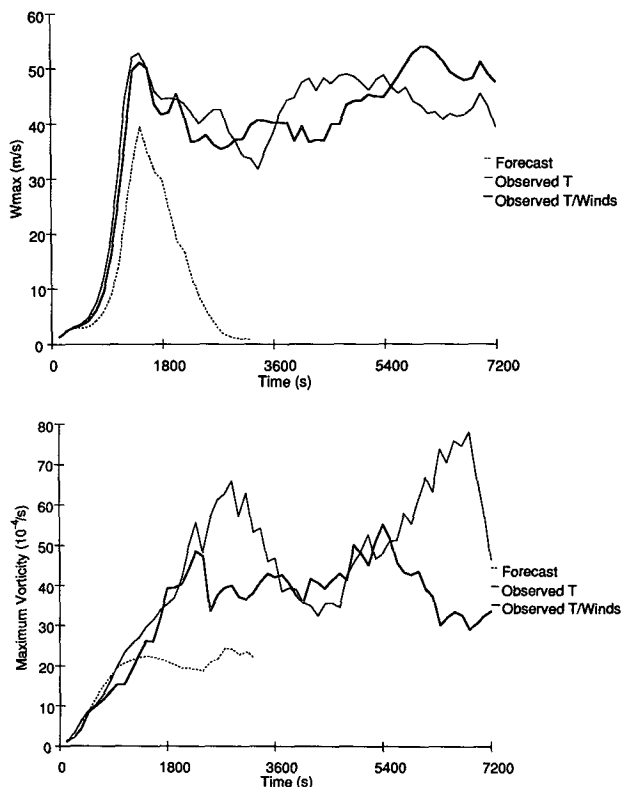 60
50
40
30
20
10
0
Wmax (m/s)
0
1800
3600
5400
7200
Time (s)
Forecast
Observed T
Observed T/Winds
80
70
60
50
40
30
20
10
0
Maximum Vorticity (10⁻⁴/s)
0
1800
3600
5400
7200
Time (s)
Forecast
Observed T
Observed T/Winds